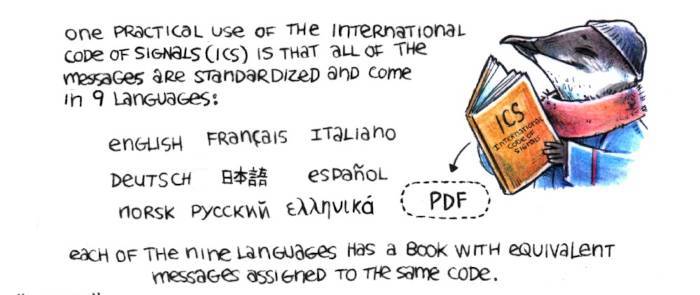 one PRACTICAL USE OF THE INTERNATIONAL
CODE OF SIGNALS (ICS) IS THAT ALL OF THE
messaGes are STanDarDizeD and come
in 9 LanGuages:
enGLISH Français ITaLiano
DeuTSCH 日本語 español
norsk русский ελληνικά
ICS
InTernaTionaL
CODE OF
SIGnaLS
PDF
eacH OF THe nine LanGuages Has a BooK WiTH eQuivaLenT
messages assiGneD To THe same coDe.